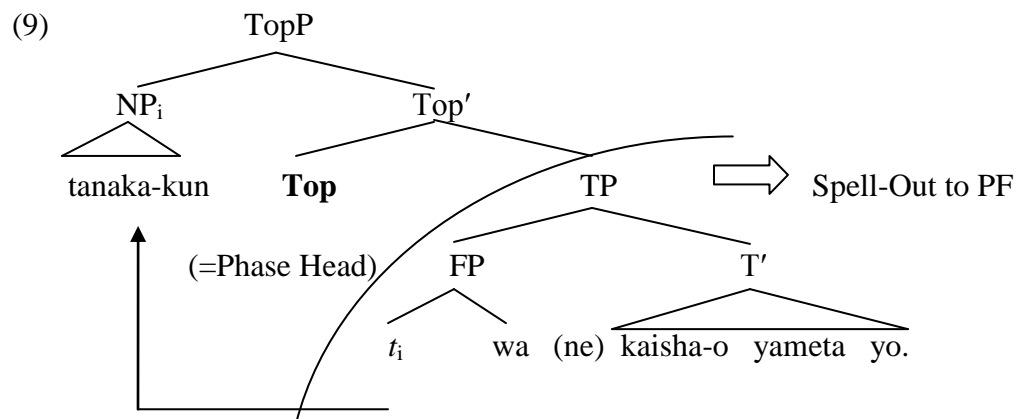 (9) TopP
NPᵢ Top′
tanaka-kun Top TP Spell-Out to PF
(=Phase Head) FP T′
tᵢ wa (ne) kaisha-o yameta yo.